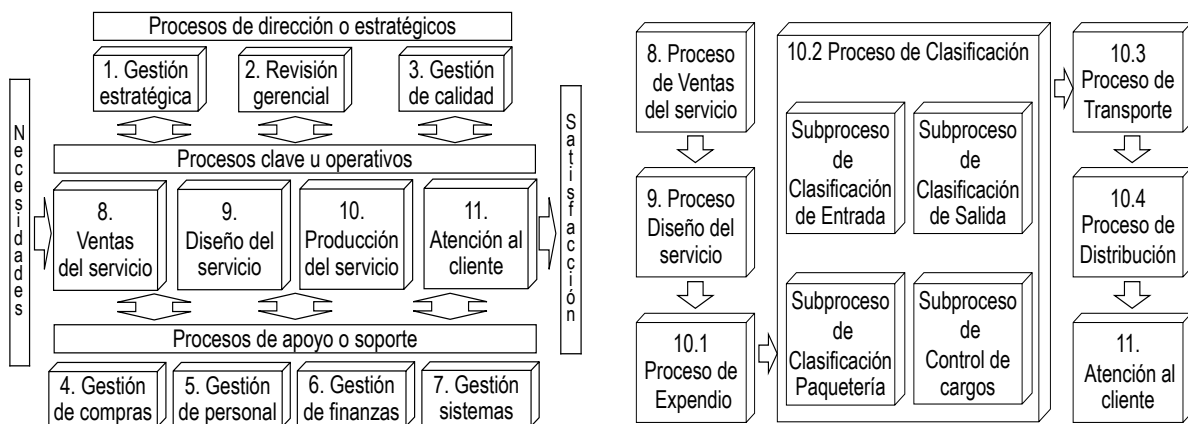 Procesos de dirección o estratégicos
1. Gestión
estratégica
2. Revisión
gerencial
3. Gestión
de calidad
Necesidades
Procesos clave u operativos
8.
Ventas
del servicio
9.
Diseño del
servicio
10.
Producción
del servicio
11.
Atención al
cliente
Satisfacción
Procesos de apoyo o soporte
4. Gestión
de compras
5. Gestión
de personal
6. Gestión
de finanzas
7. Gestión
sistemas
8. Proceso
de Ventas
del servicio
9. Proceso
Diseño del
servicio
10.1
Proceso de
Expendio
10.2 Proceso de Clasificación
Subproceso
de
Clasificación
de Entrada
Subproceso
de
Clasificación
de Salida
Subproceso
de
Clasificación
Paquetería
Subproceso
de
Control de
cargos
10.3
Proceso de
Transporte
10.4
Proceso de
Distribución
11.
Atención al
cliente